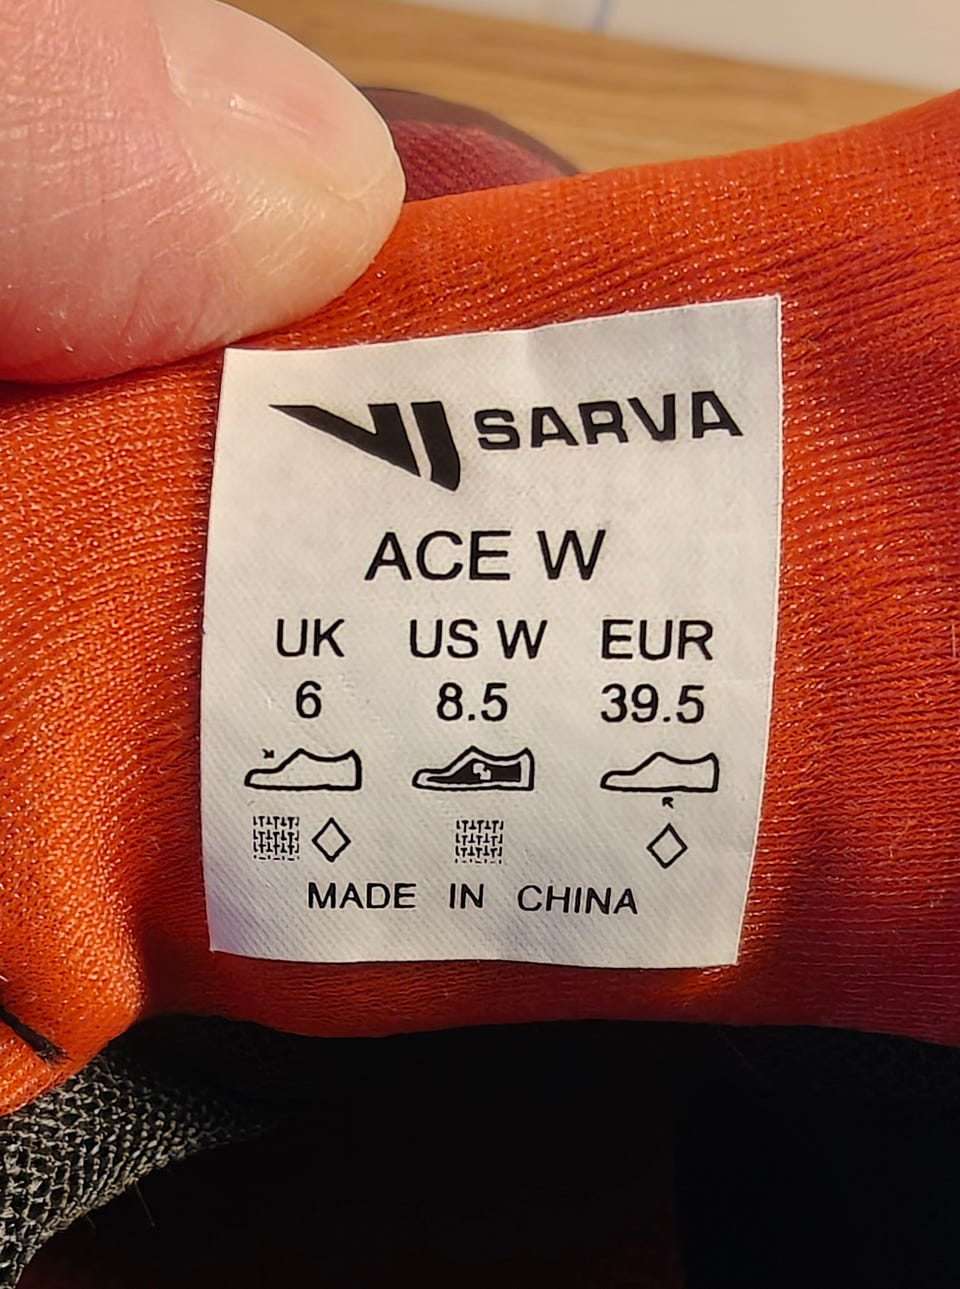 SARVA
ACE W
UK US W EUR
6 8.5 39.5
MADE IN CHINA